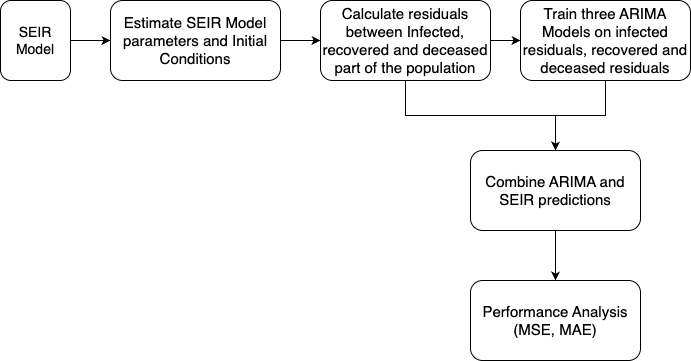 SEIR
Model
Estimate SEIR Model
parameters and Initial
Conditions
Calculate residuals
between Infected,
recovered and deceased
part of the population
Train three ARIMA
Models on infected
residuals, recovered and
deceased residuals
Combine ARIMA and
SEIR predictions
Performance Analysis
(MSE, MAE)